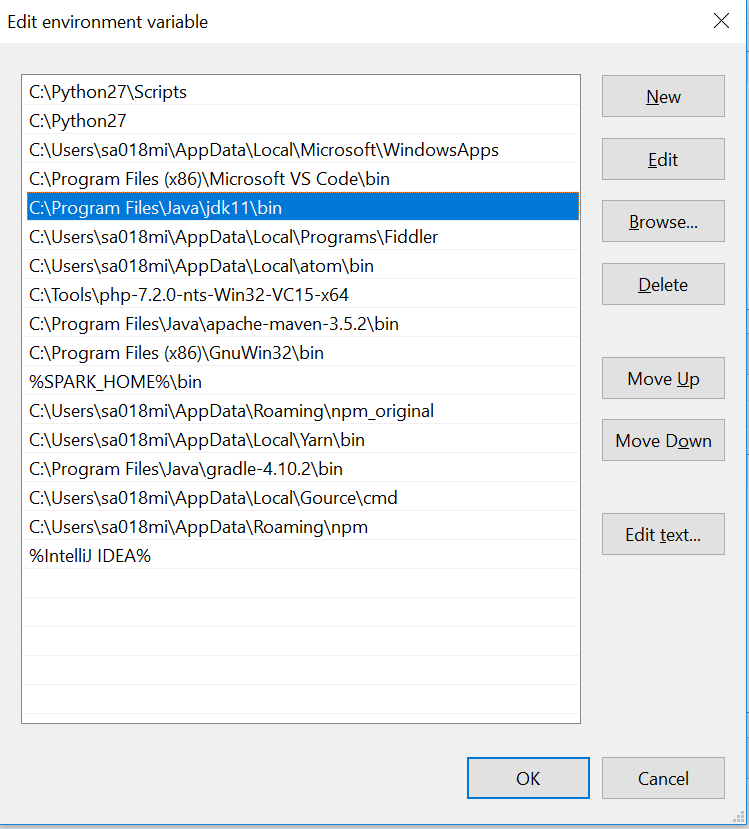 Edit environment variable
C:\Python27\Scripts
C:\Python27
C:\Users\sa018mi\AppData\Local\Microsoft\WindowsApps
C:\Program Files (x86)\Microsoft VS Code\bin
C:\Program Files\Java\jdk11\bin
C:\Users\sa018mi\AppData\Local\Programs\Fiddler
C:\Users\sa018mi\AppData\Local\atom\bin
C:\Tools\php-7.2.0-nts-Win32-VC15-x64
C:\Program Files\Java\apache-maven-3.5.2\bin
C:\Program Files (x86)\GnuWin32\bin
%SPARK_HOME%\bin
C:\Users\sa018mi\AppData\Roaming\npm_original
C:\Users\sa018mi\AppData\Local\Yarn\bin
C:\Program Files\Java\gradle-4.10.2\bin
C:\Users\sa018mi\AppData\Local\Gource\cmd
C:\Users\sa018mi\AppData\Roaming\npm
%IntelliJ IDEA%
New
Edit
Browse...
Delete
Move Up
Move Down
Edit text...
OK
Cancel